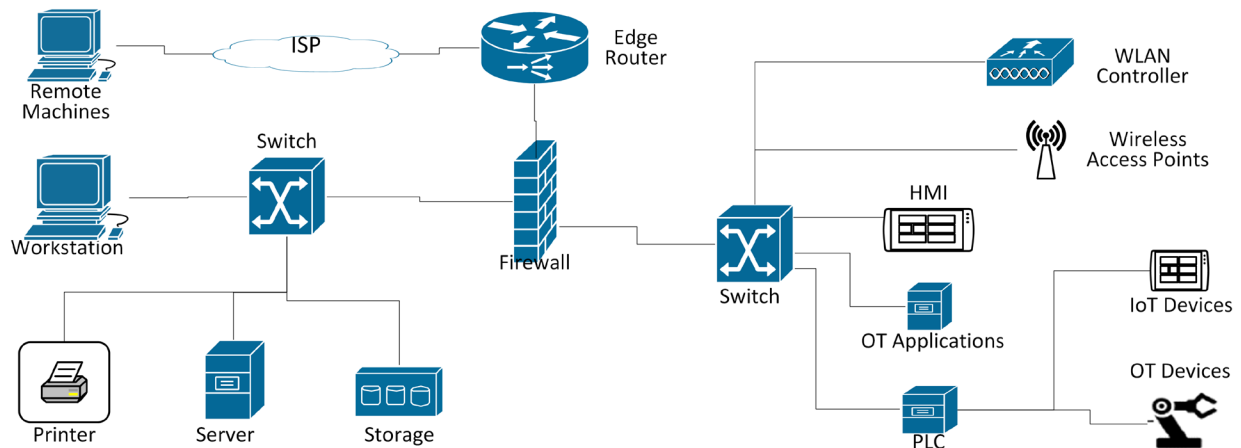 ISP
Edge
Router
WLAN
Controller
Remote
Machines
Switch
Wireless
Access Points
HMI
Workstation
Firewall
Switch
IoT Devices
OT Applications
OT Devices
Printer
Server
Storage
PLC